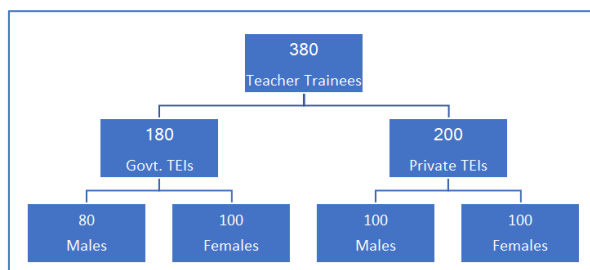 380
Teacher Trainees
180
Govt. TEIs
200
Private TEIs
80
Males
100
Females
100
Males
100
Females